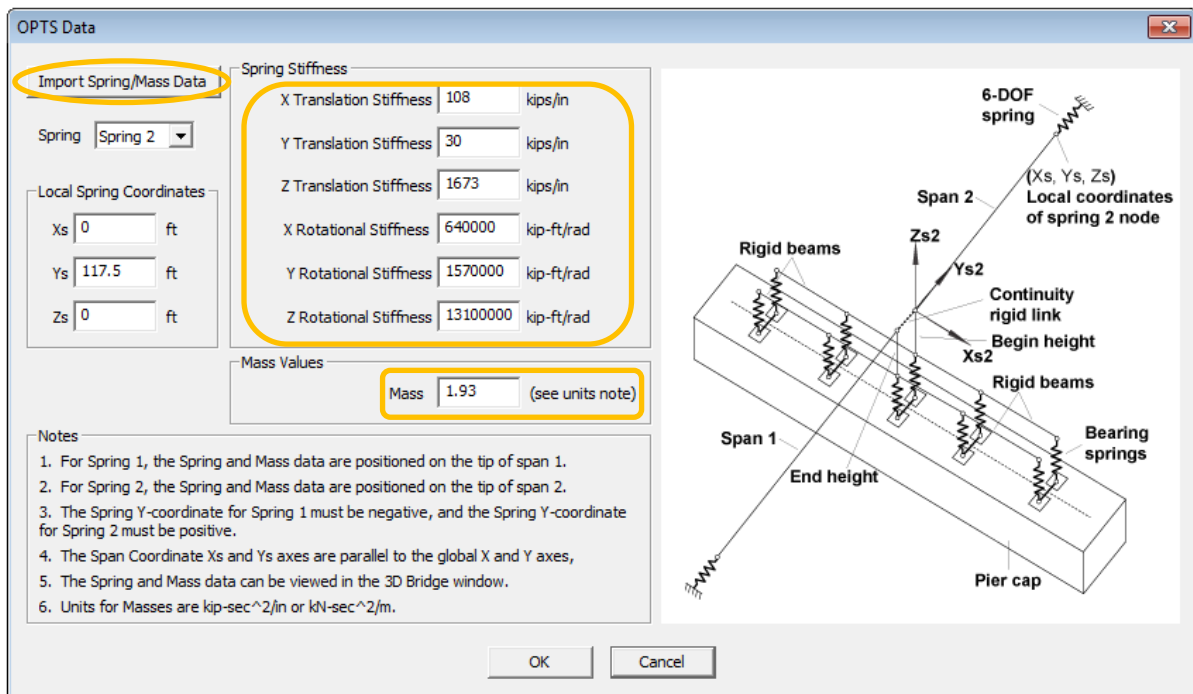 OPTS Data
Import Spring/Mass Data
Spring Spring 2
Local Spring Coordinates
Xs 0 ft
Ys 117.5 ft
Zs 0 ft
Spring Stiffness
X Translation Stiffness 108 kips/in
Y Translation Stiffness 30 kips/in
Z Translation Stiffness 1673 kips/in
X Rotational Stiffness 640000 kip-ft/rad
Y Rotational Stiffness 1570000 kip-ft/rad
Z Rotational Stiffness 13100000 kip-ft/rad
Mass Values
Mass 1.93 (see units note)
Notes
1. For Spring 1, the Spring and Mass data are positioned on the tip of span 1.
2. For Spring 2, the Spring and Mass data are positioned on the tip of span 2.
3. The Spring Y-coordinate for Spring 1 must be negative, and the Spring Y-coordinate
for Spring 2 must be positive.
4. The Span Coordinate Xs and Ys axes are parallel to the global X and Y axes,
5. The Spring and Mass data can be viewed in the 3D Bridge window.
6. Units for Masses are kip-sec^2/in or kN-sec^2/m.
6-DOF
spring
(Xs, Ys, Zs)
Local coordinates
of spring 2 node
Span 2
Zs2
Rigid beams
Ys2
Continuity
rigid link
Begin height
Xs2
Rigid beams
Bearing
springs
Span 1
End height
Pier cap
OK
Cancel